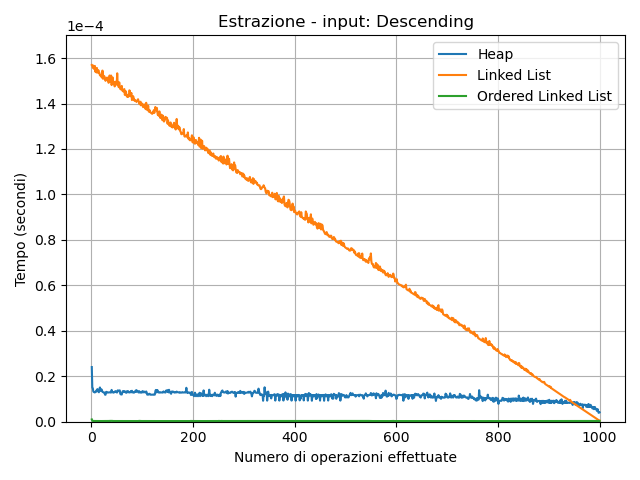 Estrazione - input: Descending
1e−4
Heap
Linked List
Ordered Linked List
1.6
1.4
1.2
1.0
0.8
0.6
0.4
0.2
0.0
Tempo (secondi)
0 200 400 600 800 1000
Numero di operazioni effettuate